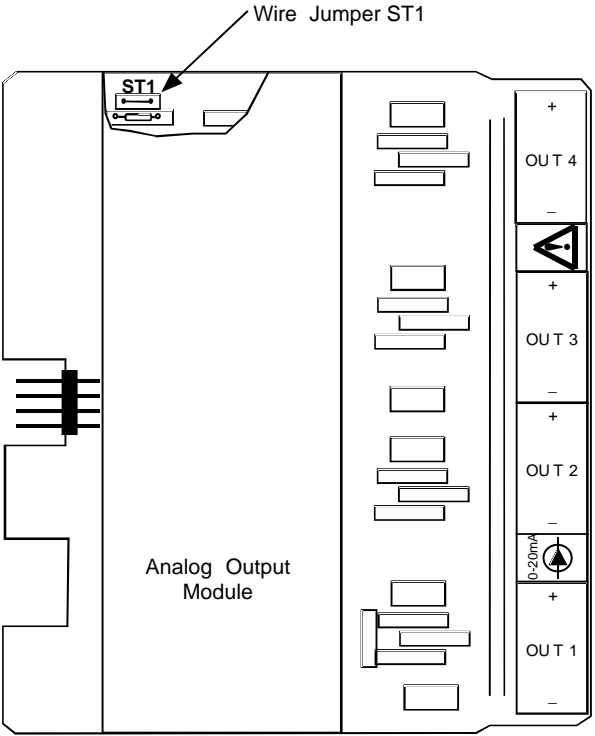 Wire Jumper ST1
ST1
+
OUT 4
–
+
OUT 3
–
+
OUT 2
–
0-20mA
+
OUT 1
–
Analog Output
Module